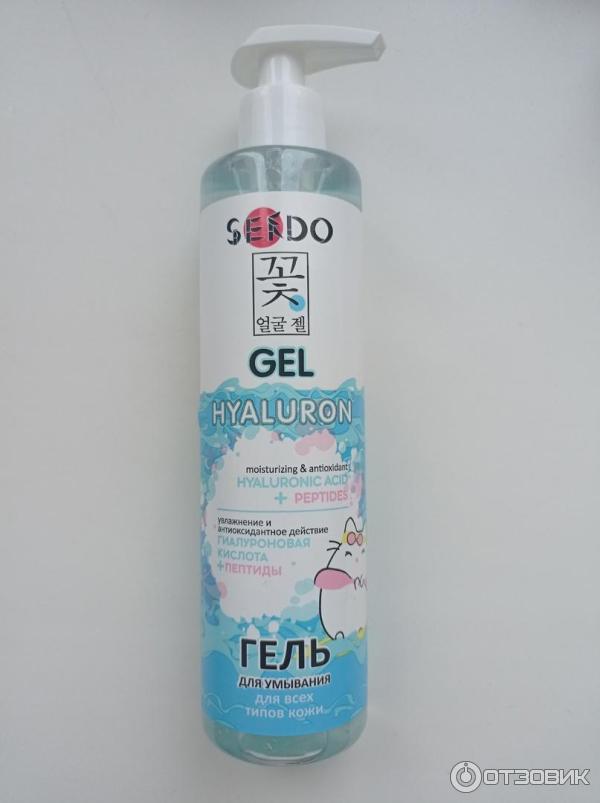 SENDO
꽃
얼굴 젤
GEL
HYALURON
moisturizing & antioxidant
HYALURONIC ACID
+ PEPTIDES
увлажнение и
антиоксидантное действие
ГИАЛУРОНОВАЯ
КИСЛОТА
+ПЕПТИДЫ
ГЕЛЬ
для умывания
для всех
типов кожи
ОТЗОВИК